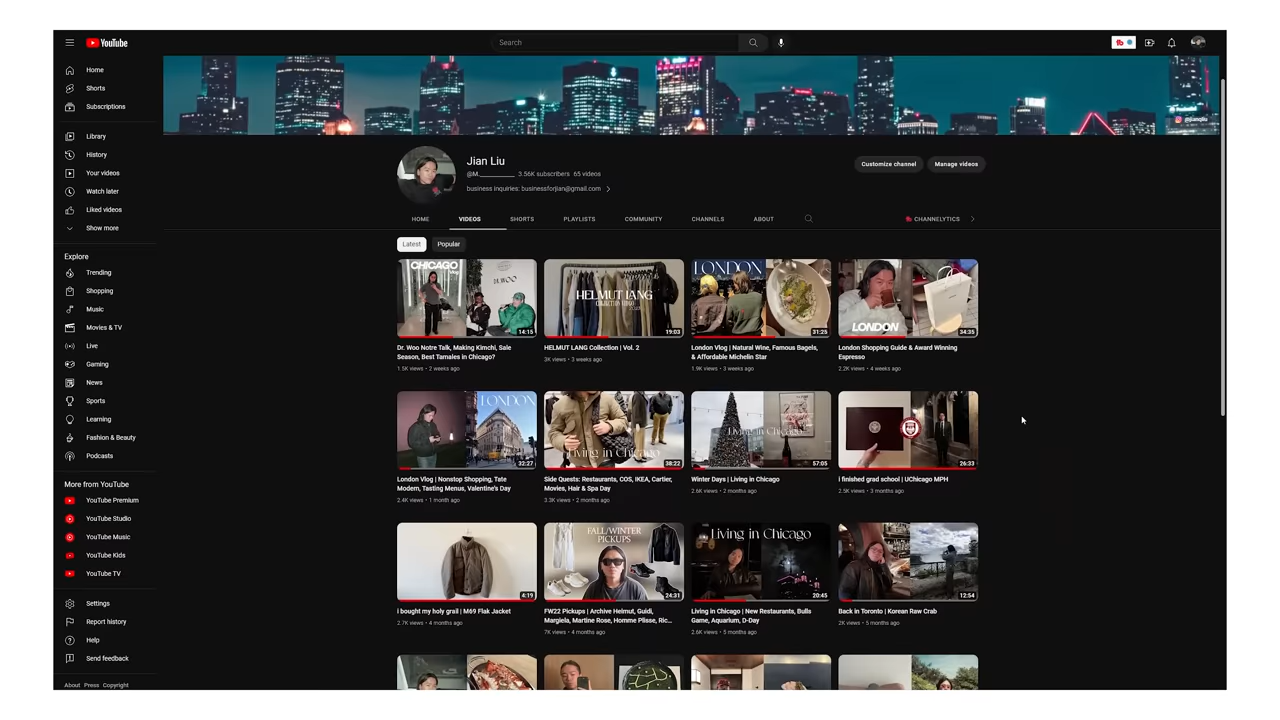 YouTube
Search
Home
Shorts
Subscriptions
Library
History
Your videos
Watch later
Liked videos
Show more
Explore
Trending
Shopping
Music
Movies & TV
Live
Gaming
News
Sports
Learning
Fashion & Beauty
Podcasts
More from YouTube
YouTube Premium
YouTube Studio
YouTube Music
YouTube Kids
YouTube TV
Settings
Report history
Help
Send feedback
About Press Copyright
@jianqliu
Jian Liu
@M._________ 3.56K subscribers 65 videos
business inquiries: businessforjian@gmail.com
Customize channel
Manage videos
HOME
VIDEOS
SHORTS
PLAYLISTS
COMMUNITY
CHANNELS
ABOUT
CHANNELYTICS
Latest
Popular
CHICAGO
Vlog
DR. WOO
14:15
Dr. Woo Notre Talk, Making Kimchi, Sale
Season, Best Tamales in Chicago?
1.5K views • 2 weeks ago
HELMUT LANG
19:03
HELMUT LANG Collection | Vol. 2
3K views • 3 weeks ago
LONDON
31:25
London Vlog | Natural Wine, Famous Bagels,
& Affordable Michelin Star
1.9K views • 3 weeks ago
LONDON
34:35
London Shopping Guide & Award Winning
Espresso
2.2K views • 4 weeks ago
LONDON
32:27
London Vlog | Nonstop Shopping, Tate
Modern, Tasting Menus, Valentine's Day
2.4K views • 1 month ago
Living in Chicago
38:22
Side Quests: Restaurants, COS, IKEA, Cartier,
Movies, Hair & Spa Day
3.3K views • 2 months ago
Living in Chicago
57:05
Winter Days | Living in Chicago
2.6K views • 2 months ago
26:33
i finished grad school | UChicago MPH
2.5K views • 3 months ago
4:19
i bought my holy grail | M69 Flak Jacket
2.7K views • 4 months ago
FALL/WINTER
PICKUPS
24:31
FW22 Pickups | Archive Helmut, Guidi,
Margiela, Martine Rose, Homme Plisse, Ric...
7K views • 4 months ago
Living in Chicago
20:45
Living in Chicago | New Restaurants, Bulls
Game, Aquarium, D-Day
2.6K views • 5 months ago
12:54
Back in Toronto | Korean Raw Crab
2K views • 5 months ago